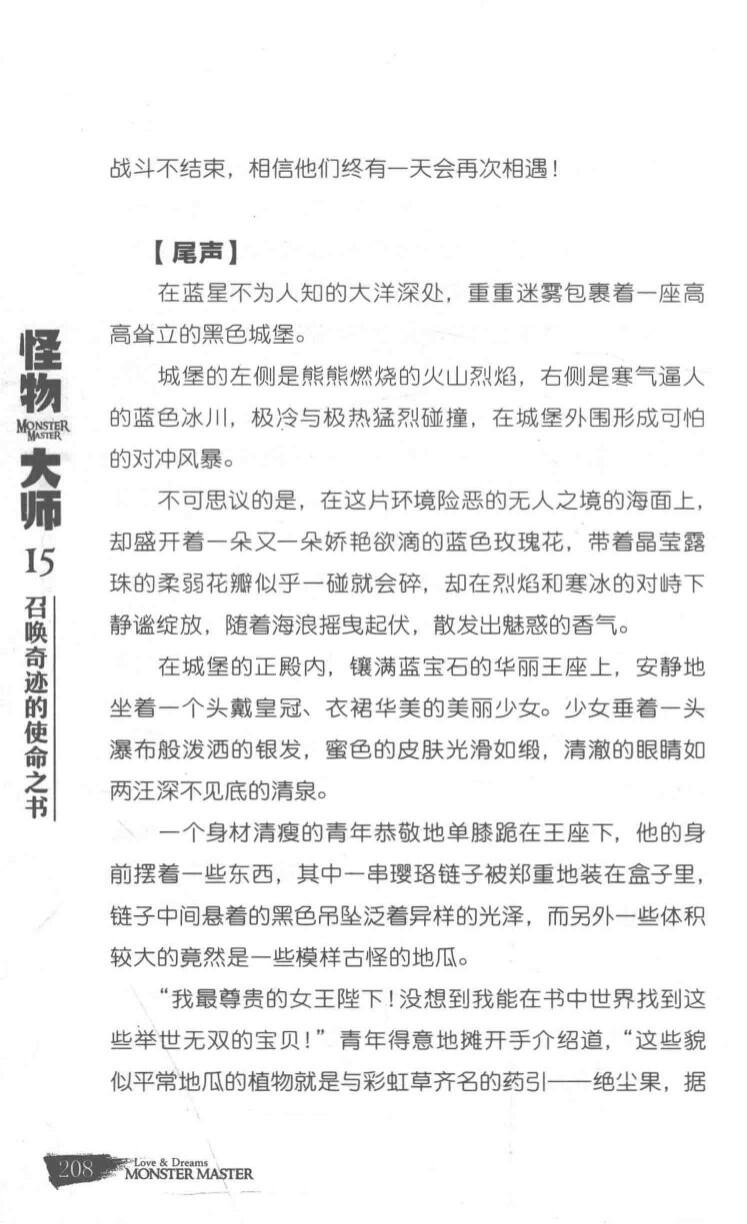 战斗不结束，相信他们终有一天会再次相遇！
【尾声】
在蓝星不为人知的大洋深处，重重迷雾包裹着一座高
高耸立的黑色城堡。
城堡的左侧是熊熊燃烧的火山烈焰，右侧是寒气逼人
的蓝色冰川，极冷与极热猛烈碰撞，在城堡外围形成可怕
的对冲风暴。
不可思议的是，在这片环境险恶的无人之境的海面上，
却盛开着一朵又一朵娇艳欲滴的蓝色玫瑰花，带着晶莹露
珠的柔弱花瓣似乎一碰就会碎，却在烈焰和寒冰的对峙下
静谧绽放，随着海浪摇曳起伏，散发出魅惑的香气。
在城堡的正殿内，镶满蓝宝石的华丽王座上，安静地
坐着一个头戴皇冠、衣裙华美的美丽少女。少女垂着一头
瀑布般泼洒的银发，蜜色的皮肤光滑如缎，清澈的眼睛如
两汪深不见底的清泉。
一个身材清瘦的青年恭敬地单膝跪在王座下，他的身
前摆着一些东西，其中一串璎珞链子被郑重地装在盒子里，
链子中间悬着的黑色吊坠泛着异样的光泽，而另外一些体积
较大的竟然是一些模样古怪的地瓜。
“我最尊贵的女王陛下！没想到我能在书中世界找到这
些举世无双的宝贝！”青年得意地摊开手介绍道，“这些貌
似平常地瓜的植物就是与彩虹草齐名的药引——绝尘果，据
怪物
MONSTER
MASTER
大师
15
召唤奇迹的使命之书
208
Love & Dreams
MONSTER MASTER